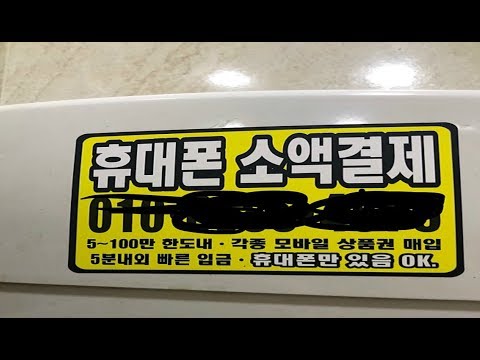 휴대폰 소액결제
010
5~100만 한도내·각종 모바일 상품권 매입
5분내외 빠른 입금·휴대폰만 있음 OK.